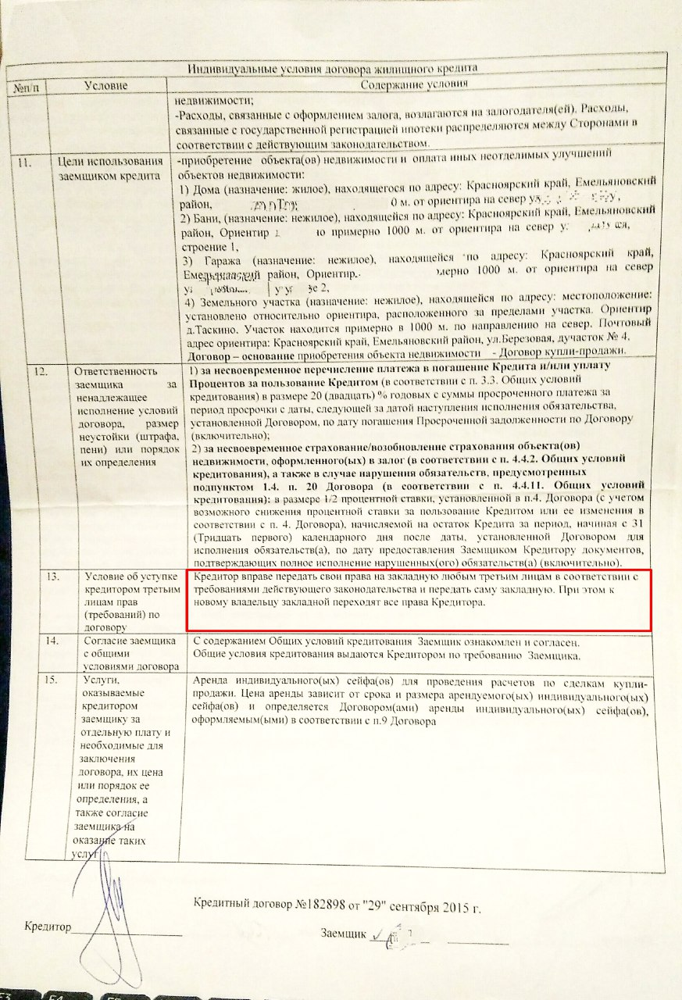 Индивидуальные условия договора жилищного кредита
№п/п
Условие
Содержание условия
недвижимости;
-Расходы, связанные с оформлением залога, возлагаются на залогодателя(ей). Расходы,
связанные с государственной регистрацией ипотеки распределяются между Сторонами в
соответствии с действующим законодательством.
11.
Цели использования
заемщиком кредита
-приобретение объекта(ов) недвижимости и оплата иных неотделимых улучшений
объектов недвижимости:
1) Дома (назначение: жилое), находящегося по адресу: Красноярский край, Емельяновский
район, 0 м. от ориентира на север
2) Бани, (назначение: нежилое), находящейся по адресу: Красноярский край, Емельяновский
район, Ориентир но примерно 1000 м. от ориентира на север
строение 1,
3) Гаража (назначение: нежилое), находящейся по адресу: Красноярский край,
район, Ориентир, 1000 м. от ориентира на север
2,
4) Земельного участка (назначение: нежилое), находящейся по адресу: местоположение:
установлено относительно ориентира, расположенного за пределами участка. Ориентир
д.Таскино. Участок находится примерно в 1000 м. по направлению на север. Почтовый
адрес ориентира: Красноярский край, Емельяновский район, ул.Березовая, дучасток № 4,
Договор – основание приобретения объекта недвижимости - Договор купли-продажи.
12.
Ответственность
заемщика за
ненадлежащее
исполнение условий
договора, размер
неустойки (штрафа,
пени) или порядок
их определения
1) за несвоевременное перечисление платежа в погашение Кредита и/или уплату
Процентов за пользование Кредитом (в соответствии с п. 3.3. Общих условий
кредитования) в размере 20 (двадцать) % годовых с суммы просроченного платежа за
период просрочки с даты, следующей за датой наступления исполнения обязательства,
установленной Договором, по дату погашения Просроченной задолженности по Договору
(включительно);
2) за несвоевременное страхование/возобновление страхования объекта(ов)
недвижимости, оформленного(ых) в залог (в соответствии с п. 4.4.2. Общих условий
кредитования), а также в случае нарушения обязательств, предусмотренных
подпунктом 1.4. п. 20 Договора (в соответствии с п. 4.4.11. Общих условий
кредитования): в размере 1/2 процентной ставки, установленной в п.4. Договора (с учетом
возможного снижения процентной ставки за пользование Кредитом или ее изменения в
соответствии с п. 4. Договора), начисляемой на остаток Кредита за период, начиная с 31
(Тридцать первого) календарного дня после даты, установленной Договором для
исполнения обязательств(а), по дату предоставления Заемщиком Кредитору документов,
подтверждающих полное исполнение нарушенных(ого) обязательств(а) (включительно).
13.
Условие об уступке
кредитором третьим
лицам прав
(требований) по
договору
Кредитор вправе передать свои права на закладную любым третьим лицам в соответствии с
требованиями действующего законодательства и передать саму закладную. При этом к
новому владельцу закладной переходят все права Кредитора.
14.
Согласие заемщика
с общими
условиями договора
С содержанием Общих условий кредитования Заемщик ознакомлен и согласен.
Общие условия кредитования выдаются Кредитором по требованию Заемщика.
15.
Услуги,
оказываемые
кредитором
заемщику за
отдельную плату и
необходимые для
заключения
договора, их цена
или порядок ее
определения, а
также согласие
заемщика на
оказание таких
услуг
Аренда индивидуального(ых) сейфа(ов) для проведения расчетов по сделкам купли-
продажи. Цена аренды зависит от срока и размера арендуемого(ых) индивидуального(ых)
сейфа(ов) и определяется Договором(ами) аренды индивидуального(ых) сейфа(ов),
оформляемым(ыми) в соответствии с п.9 Договора
Кредитный договор №182898 от "29" сентября 2015 г.
Кредитор
Заемщик